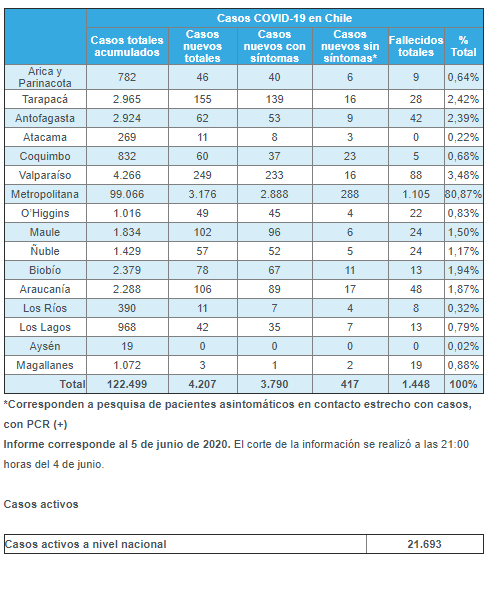 Casos COVID-19 en Chile
Casos totales acumulados Casos nuevos totales Casos nuevos con síntomas Casos nuevos sin síntomas* Fallecidos totales % Total
Arica y Parinacota 782 46 40 6 9 0,64%
Tarapacá 2.965 155 139 16 28 2,42%
Antofagasta 2.924 62 53 9 42 2,39%
Atacama 269 11 8 3 0 0,22%
Coquimbo 832 60 37 23 5 0,68%
Valparaíso 4.266 249 233 16 88 3,48%
Metropolitana 99.066 3.176 2.888 288 1.105 80,87%
O'Higgins 1.016 49 45 4 22 0,83%
Maule 1.834 102 96 6 24 1,50%
Ñuble 1.429 57 52 5 24 1,17%
Biobío 2.379 78 67 11 13 1,94%
Araucanía 2.288 106 89 17 48 1,87%
Los Ríos 390 11 7 4 8 0,32%
Los Lagos 968 42 35 7 13 0,79%
Aysén 19 0 0 0 0 0,02%
Magallanes 1.072 3 1 2 19 0,88%
Total 122.499 4.207 3.790 417 1.448 100%
*Corresponden a pesquisa de pacientes asintomáticos en contacto estrecho con casos,
con PCR (+)
Informe corresponde al 5 de junio de 2020. El corte de la información se realizó a las 21:00
horas del 4 de junio.
Casos activos
Casos activos a nivel nacional 21.693